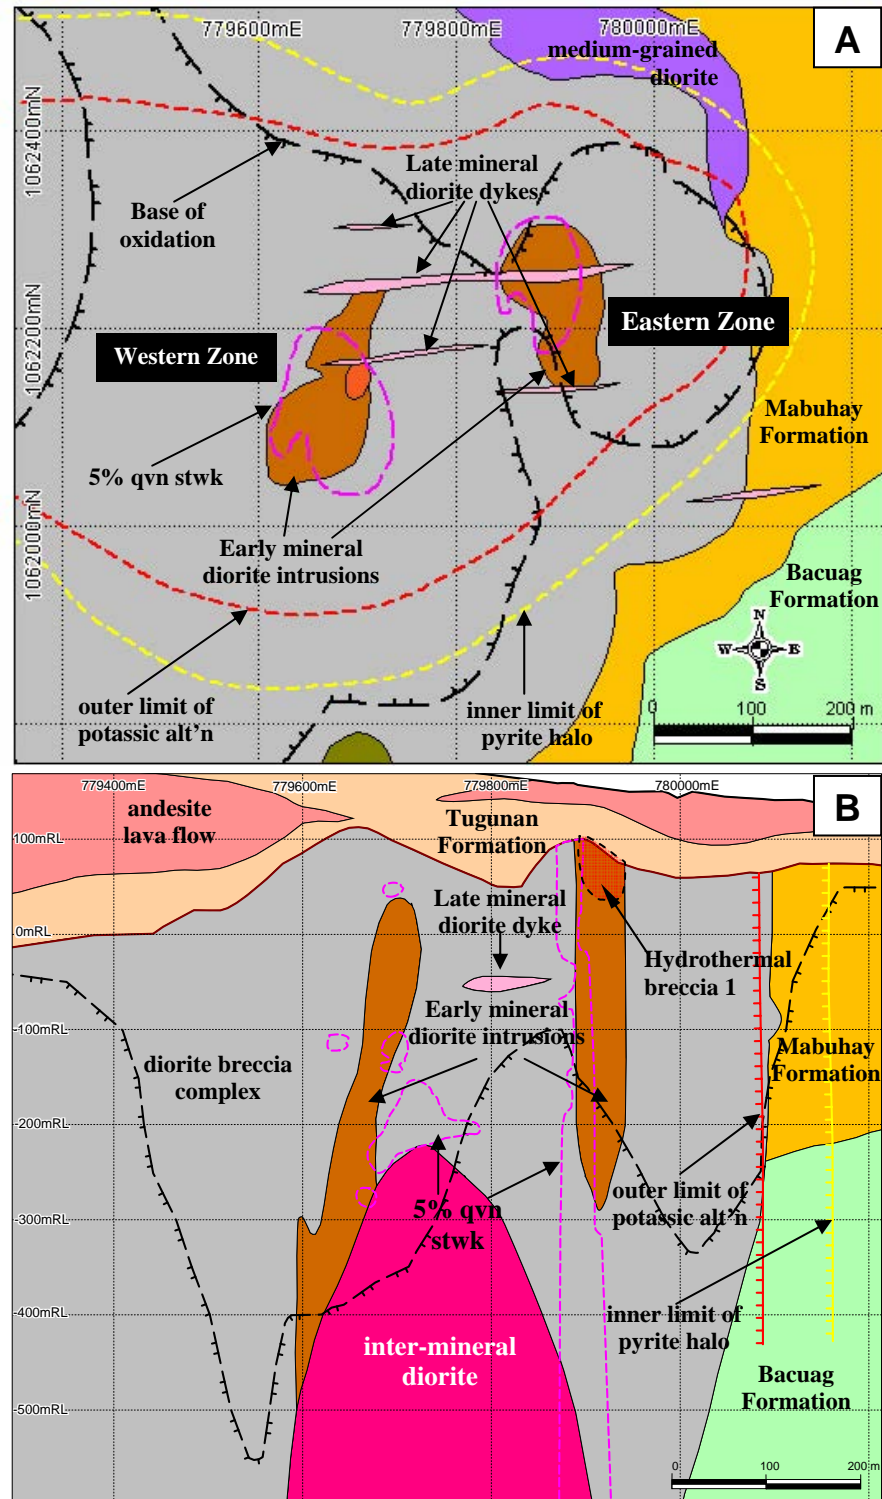 A
779600mE
779800mE
780000mE
medium-grained
diorite
1062400mN
Late mineral
diorite dykes
Base of
oxidation
1062200mN
Eastern Zone
Western Zone
Mabuhay
Formation
5% qvn stwk
1062000mN
Early mineral
diorite intrusions
Bacuag
Formation
N
W
E
S
outer limit of
potassic alt'n
inner limit of
pyrite halo
0
100
200 m
B
779400mE
779600mE
779800mE
780000mE
andesite
lava flow
Tugunan
Formation
100mRL
Late mineral
diorite dyke
0mRL
Hydrothermal
breccia 1
Early mineral
diorite intrusions
-100mRL
diorite breccia
complex
Mabuhay
Formation
-200mRL
5% qvn
stwk
outer limit of
potassic alt'n
-300mRL
inner limit of
pyrite halo
-400mRL
inter-mineral
diorite
Bacuag
Formation
-500mRL
0
100
200 m